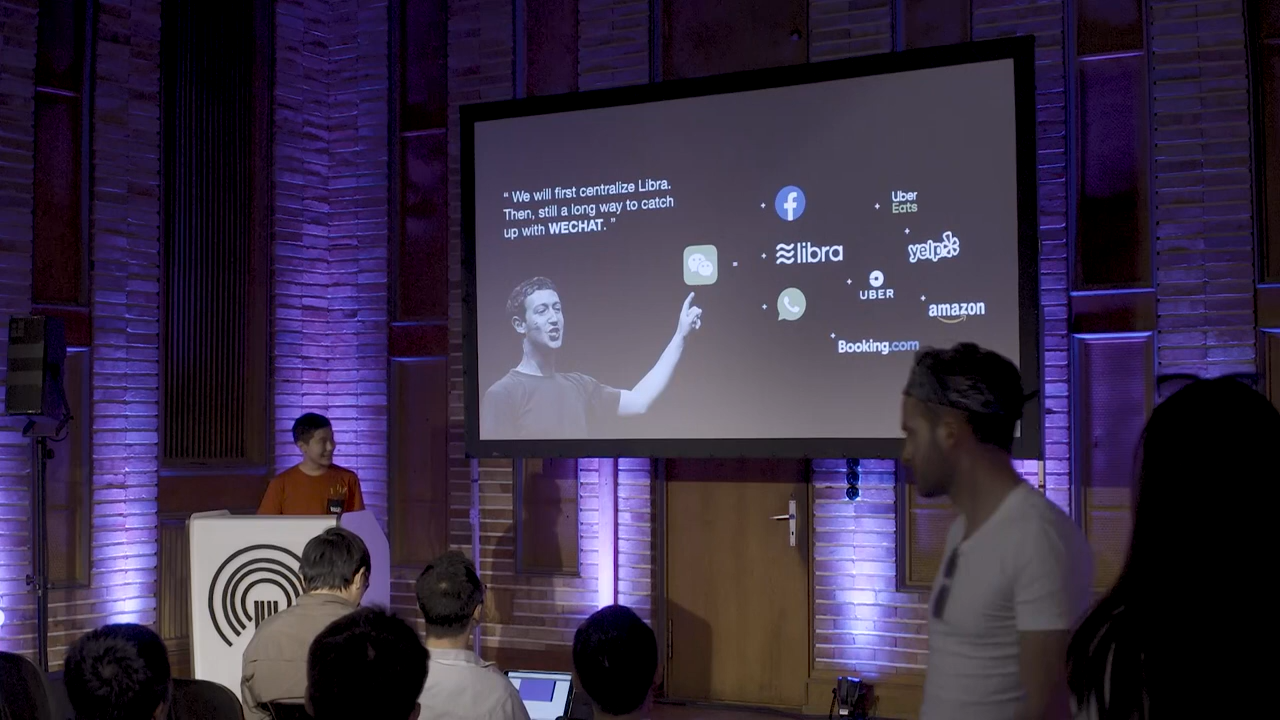 “ We will first centralize Libra.
Then, still a long way to catch
up with WECHAT. ”
=
+ f
+ libra
+
+ Uber
Eats
+ yelp
+ UBER
+ amazon
+ Booking.com